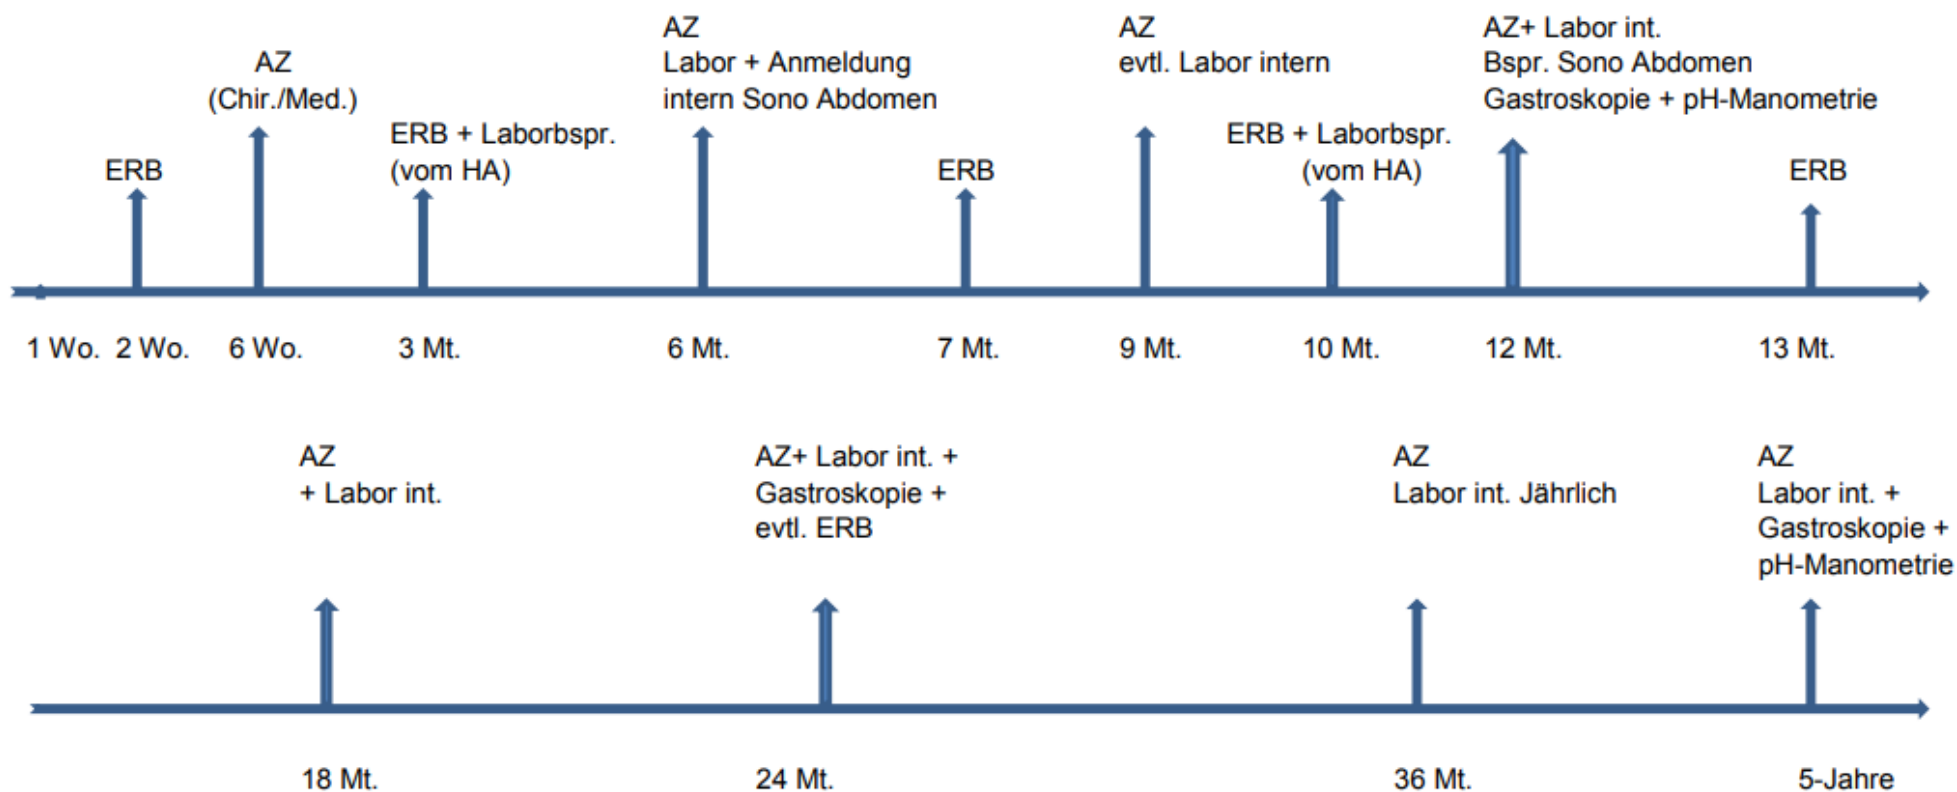 AZ
(Chir./Med.)
AZ
Labor + Anmeldung
intern Sono Abdomen
AZ
evtl. Labor intern
AZ+ Labor int.
Bspr. Sono Abdomen
Gastroskopie + pH-Manometrie
ERB
ERB + Laborbspr.
(vom HA)
ERB
ERB + Laborbspr.
(vom HA)
ERB
1 Wo.
2 Wo.
6 Wo.
3 Mt.
6 Mt.
7 Mt.
9 Mt.
10 Mt.
12 Mt.
13 Mt.
AZ
+ Labor int.
AZ+ Labor int. +
Gastroskopie +
evtl. ERB
AZ
Labor int. Jährlich
AZ
Labor int. +
Gastroskopie +
pH-Manometrie
18 Mt.
24 Mt.
36 Mt.
5-Jahre